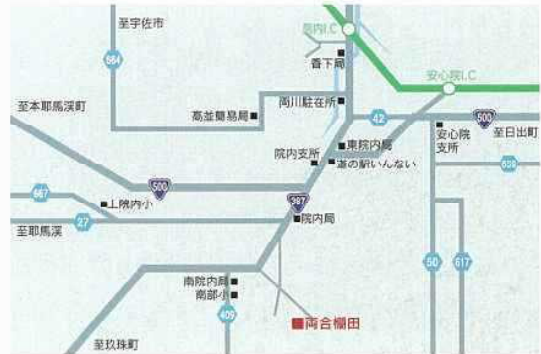 至宇佐市
院内I.C
664
香下局
安心院I.C
両川駐在所
至本耶馬渓町
高並簡易局
42
500
東院内局
安心院
支所
至日出町
院内支所
道の駅いんない
658
500
667
387
上院内小
27
院内局
至耶馬溪
50
617
南院内局
南部小
409
両合棚田
至玖珠町